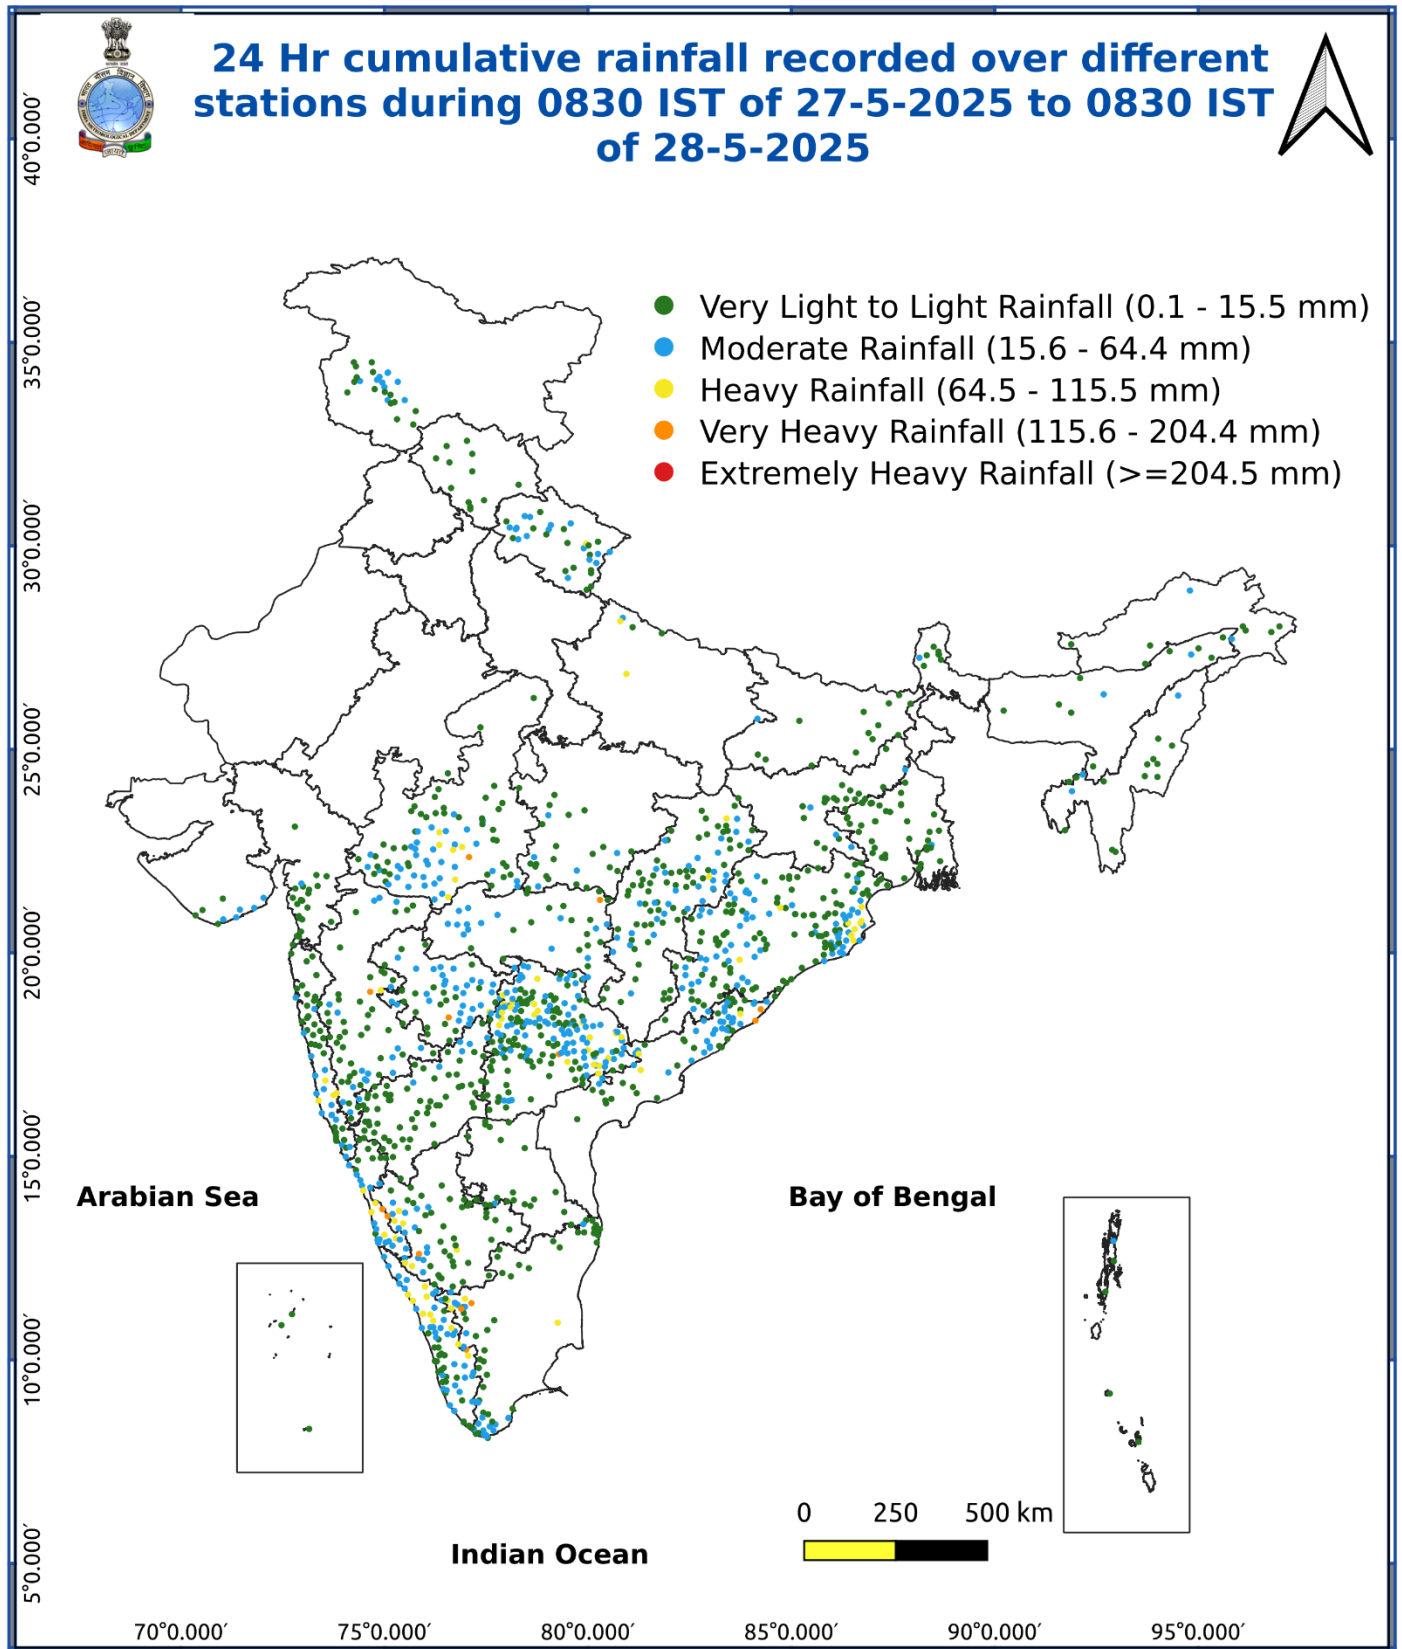 24 Hr cumulative rainfall recorded over different
stations during 0830 IST of 27-5-2025 to 0830 IST
of 28-5-2025
40°0.000′
35°0.000′
30°0.000′
25°0.000′
20°0.000′
15°0.000′
10°0.000′
5°0.000′
Very Light to Light Rainfall (0.1 - 15.5 mm)
Moderate Rainfall (15.6 - 64.4 mm)
Heavy Rainfall (64.5 - 115.5 mm)
Very Heavy Rainfall (115.6 - 204.4 mm)
Extremely Heavy Rainfall (>=204.5 mm)
Arabian Sea
Bay of Bengal
Indian Ocean
0 250 500 km
70°0.000′ 75°0.000′ 80°0.000′ 85°0.000′ 90°0.000′ 95°0.000′